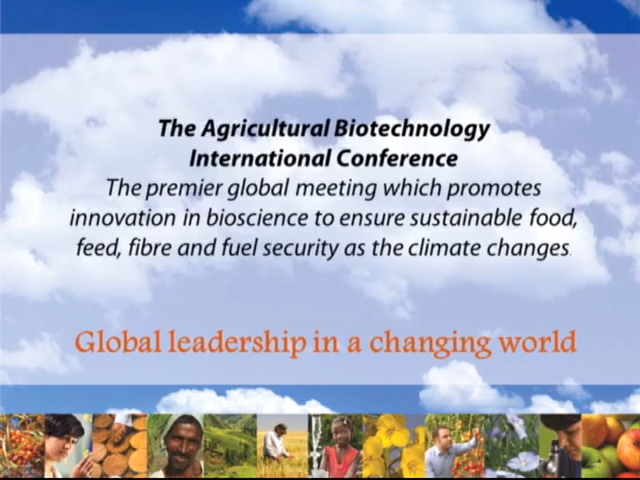 The Agricultural Biotechnology
International Conference
The premier global meeting which promotes
innovation in bioscience to ensure sustainable food,
feed, fibre and fuel security as the climate changes.
Global leadership in a changing world